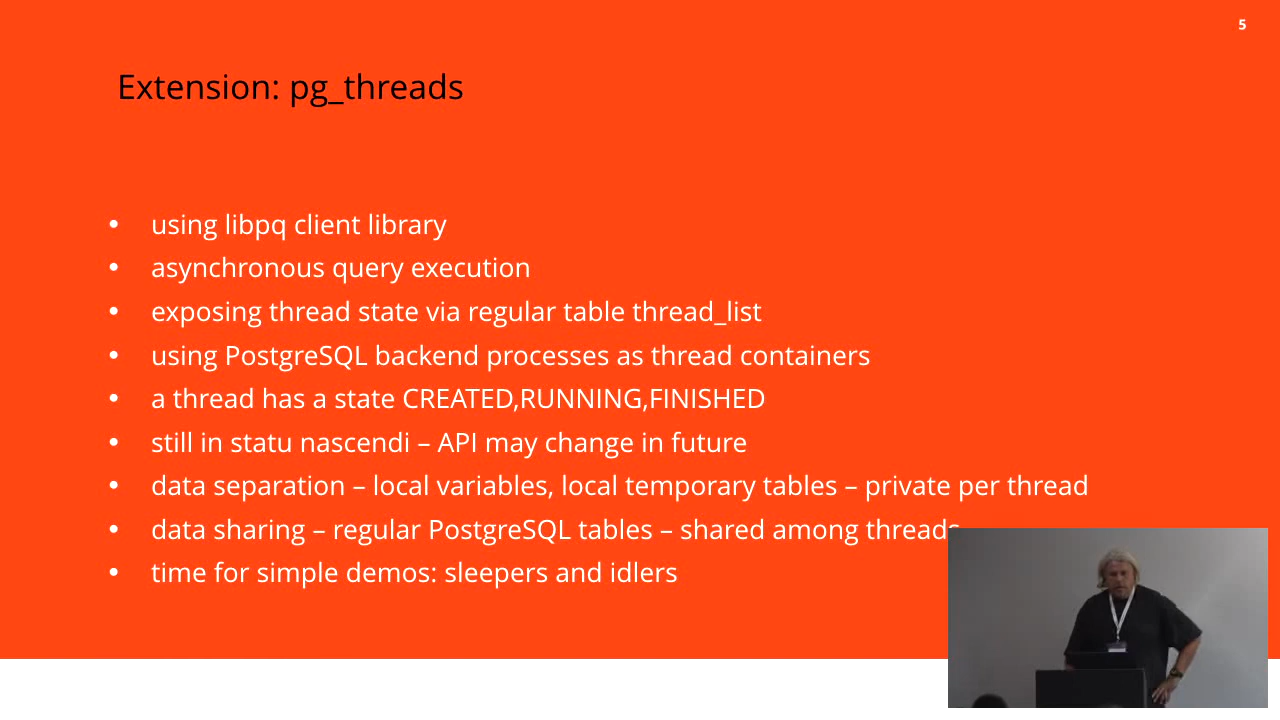 5
Extension: pg_threads
• using libpq client library
• asynchronous query execution
• exposing thread state via regular table thread_list
• using PostgreSQL backend processes as thread containers
• a thread has a state CREATED,RUNNING,FINISHED
• still in statu nascendi – API may change in future
• data separation – local variables, local temporary tables – private per thread
• data sharing – regular PostgreSQL tables – shared among threads
• time for simple demos: sleepers and idlers